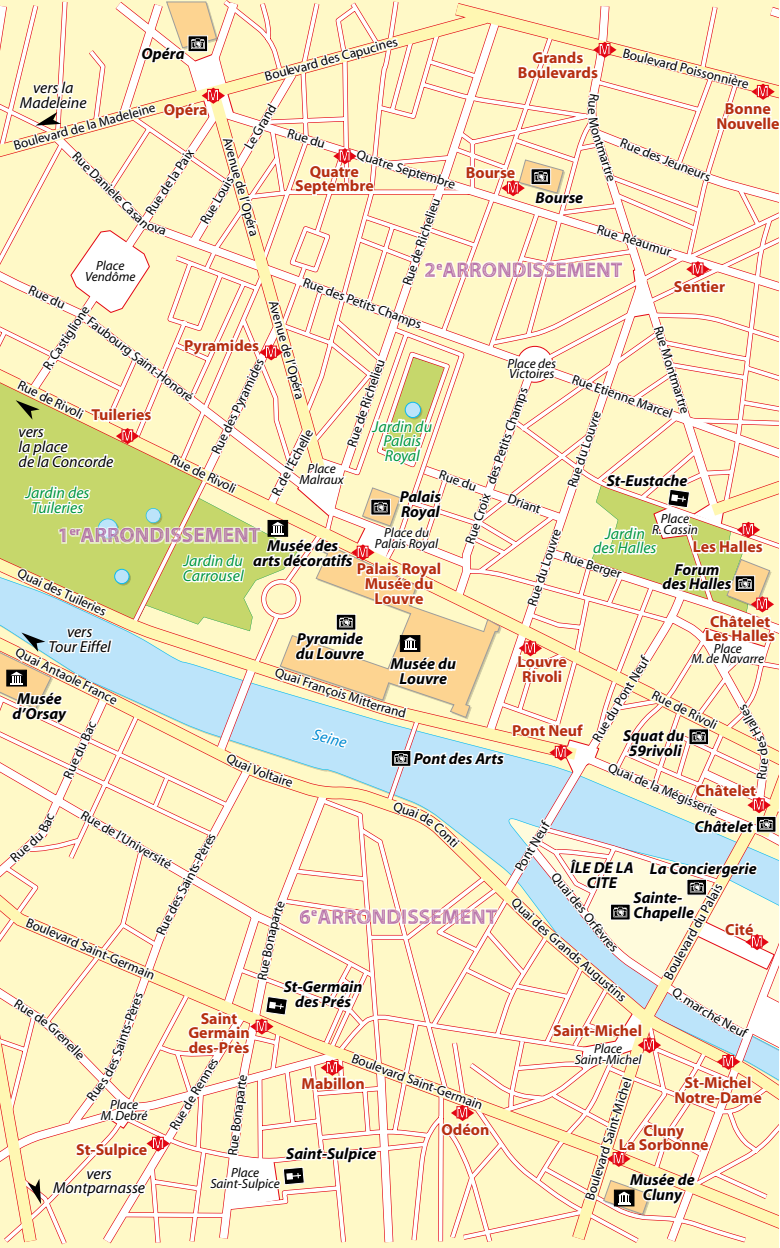 Opéra
Boulevard des Capucines
Grands
Boulevards
M
Boulevard Poissonnière
M
Bonne
Nouvelle
vers la
Madeleine
Opéra
M
Boulevard de la Madeleine
Le Grand
Rue Montmartre
Rue du
M
Quatre Septembre
Quatre
Septembre
Rue des Jeuneurs
Bourse
M
Bourse
Rue Daniele Casanova
Rue de la Paix
Rue Louis
Avenue de l'Opéra
Rue de Richelieu
Rue Réaumur
2e ARRONDISSEMENT
M
Sentier
Place
Vendôme
Rue des Petits Champs
Rue du
Faubourg Saint-Honore
R. Castiglione
Avenue de l'Opéra
Rue Montmartre
Pyramides
M
Place des
Victoires
Rue de Richelieu
Rue Etienne Marcel
Rue des Pyramides
Rue de Rivoli
Tuileries
M
des Petits Champs
Rue du Louvre
Jardin du
Palais
Royal
vers
la place
de la Concorde
Rue de Rivoli
R. de l'Echelle
Place
Malraux
Rue du
Driant
Rue Croix
St-Eustache
Jardin des
Tuileries
Palais
Royal
Place
R. Cassin
1er ARRONDISSEMENT
Musée des
arts décoratifs
Place du
Palais Royal
Jardin
des Halles
M
Les Halles
Jardin du
Carrousel
M
Palais Royal
Musée du
Louvre
Rue du Louvre
Rue Berger
Forum
des Halles
M
Châtelet
Les Halles
Quai des Tuileries
vers
Tour Eiffel
Pyramide
du Louvre
Musée du
Louvre
M
Louvre
Rivoli
Place
M. de Navarre
Quai Antaole France
Musée
d'Orsay
Quai François Mitterrand
Rue du Pont Neuf
Rue de Rivoli
Rue des Halles
Rue du Bac
Seine
Pont Neuf
M
Squat du
59rivoli
Pont des Arts
Quai Voltaire
Quai de la Mégisserie
Châtelet
M
Châtelet
Quai de Conti
Rue du Bac
Rue de l'Université
Pont Neuf
Rue des Saints-Pères
ÎLE DE LA
CITE
La Conciergerie
Sainte-
Chapelle
Quai des Orfèvres
6e ARRONDISSEMENT
Rue Bonaparte
Quai des Grands Augustins
Boulevard du Palais
Cité
M
Boulevard Saint-Germain
St-Germain
des Prés
Q. marché Neuf
Rue de Grenelle
Rues des Saints-Pères
Saint
Germain
des-Près
M
Saint-Michel
M
Place
Saint-Michel
M
St-Michel
Notre-Dame
M
Mabillon
Boulevard Saint-Germain
Rue de Rennes
Rue Bonaparte
Place
M. Debré
M
Odéon
Boulevard Saint-Michel
Cluny
La Sorbonne
M
St-Sulpice
M
Saint-Sulpice
Place
Saint-Sulpice
vers
Montparnasse
Musée de
Cluny